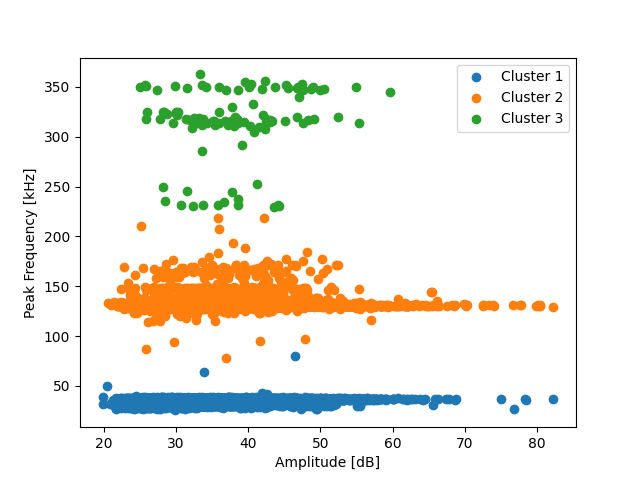 Cluster 1
Cluster 2
Cluster 3
350
300
250
200
150
100
50
Peak Frequency [kHz]
20 30 40 50 60 70 80
Amplitude [dB]